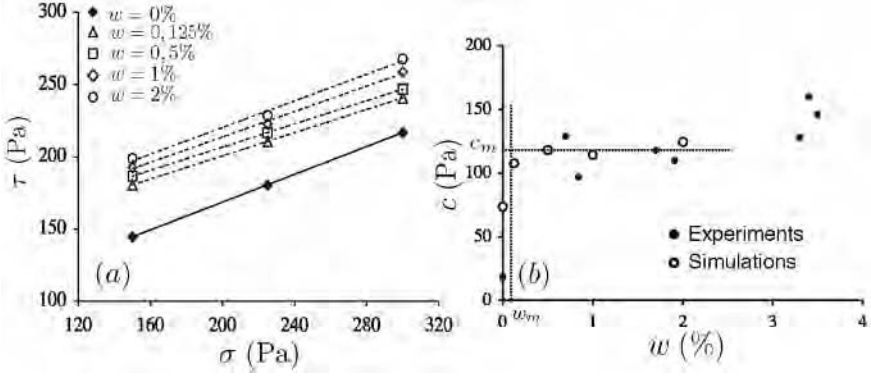 300
250
200
150
100
τ (Pa)
w = 0%
w = 0,125%
w = 0,5%
w = 1%
w = 2%
(a)
120 160 200 240 280 320
σ (Pa)
200
150
100
50
0
c (Pa)
c_m
Experiments
Simulations
(b)
0 1 2 3 4
w_m
w (%)